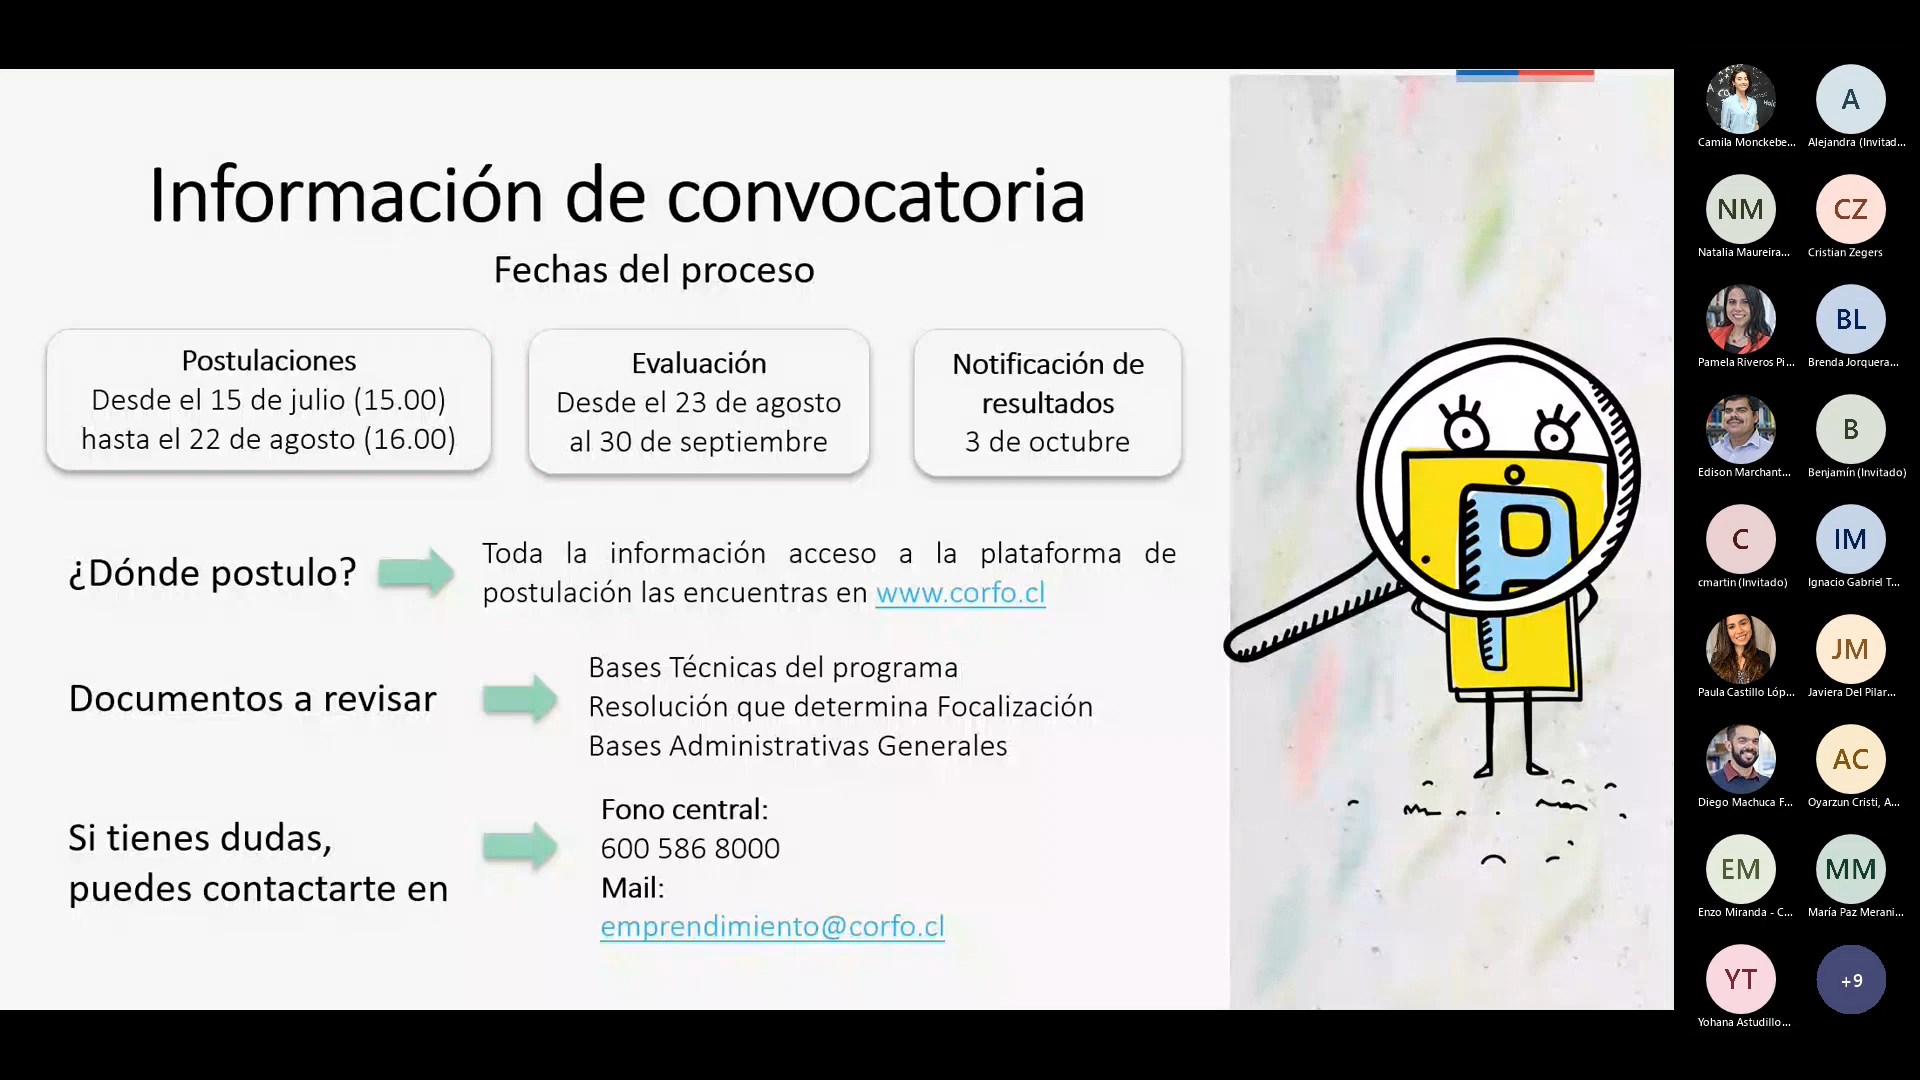 Información de convocatoria
Fechas del proceso
Postulaciones
Desde el 15 de julio (15.00)
hasta el 22 de agosto (16.00)
Evaluación
Desde el 23 de agosto
al 30 de septiembre
Notificación de
resultados
3 de octubre
¿Dónde postulo?
Toda la información acceso a la plataforma de
postulación las encuentras en www.corfo.cl
Documentos a revisar
Bases Técnicas del programa
Resolución que determina Focalización
Bases Administrativas Generales
Si tienes dudas,
puedes contactarte en
Fono central:
600 586 8000
Mail:
emprendimiento@corfo.cl
P
Camila Monckebe...
A
Alejandra (Invitad...
NM
Natalia Maureira...
CZ
Cristian Zegers
Pamela Riveros Pi...
BL
Brenda Jorquera...
Edison Marchant...
B
Benjamín (Invitado)
C
cmartin (Invitado)
IM
Ignacio Gabriel T...
Paula Castillo Lóp...
JM
Javiera Del Pilar...
Diego Machuca F...
AC
Oyarzun Cristi, A...
EM
Enzo Miranda - C...
MM
María Paz Merani...
YT
Yohana Astudillo...
+9